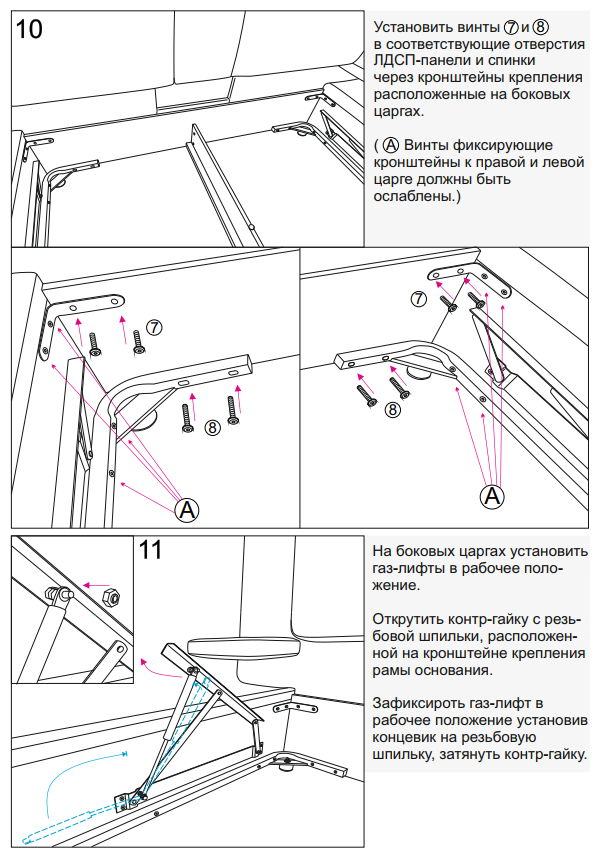 10
Установить винты 7 и 8
в соответствующие отверстия
ЛДСП-панели и спинки
через кронштейны крепления
расположенные на боковых
царгах.
( А Винты фиксирующие
кронштейны к правой и левой
царге должны быть
ослаблены.)
7
8
А
7
8
А
11
На боковых царгах установить
газ-лифты в рабочее поло-
жение.
Открутить контр-гайку с резь-
бовой шпильки, расположен-
ной на кронштейне крепления
рамы основания.
Зафиксироть газ-лифт в
рабочее положение установив
концевик на резьбовую
шпильку, затянуть контр-гайку.